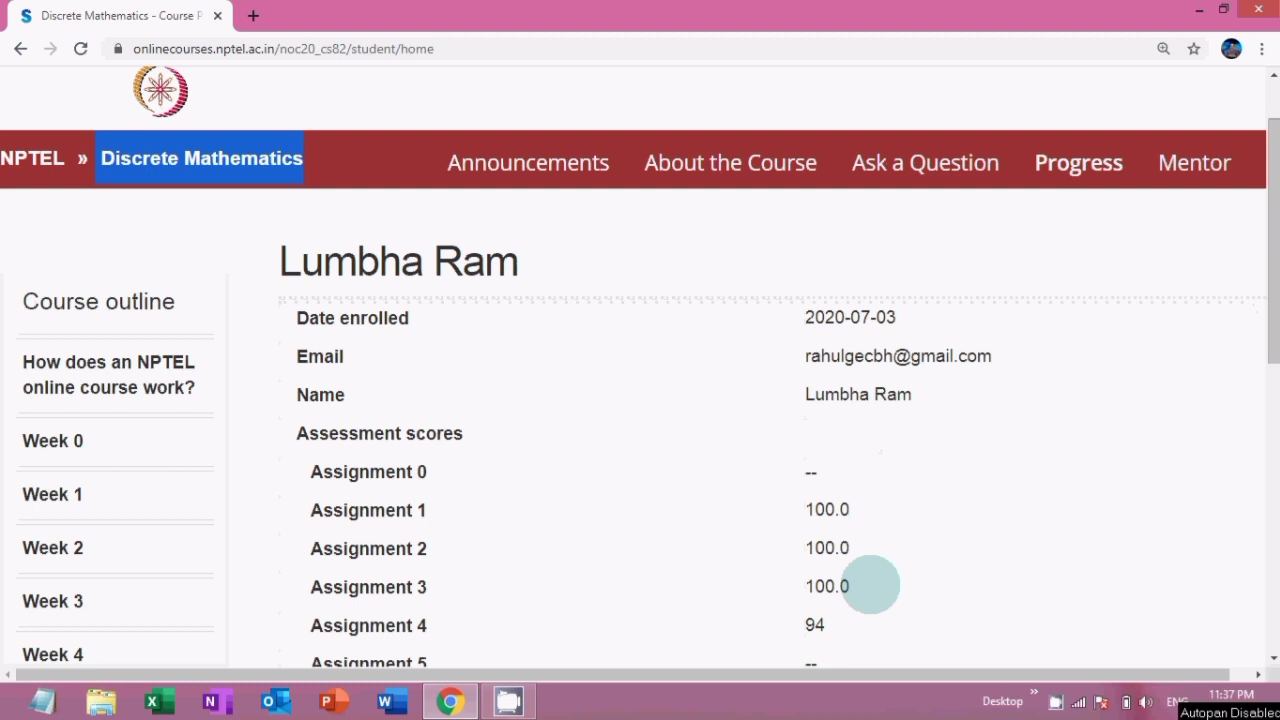 Discrete Mathematics - Course P
onlinecourses.nptel.ac.in/noc20_cs82/student/home
NPTEL » Discrete Mathematics
Announcements About the Course Ask a Question Progress Mentor
Lumbha Ram
Course outline
How does an NPTEL
online course work?
Week 0
Week 1
Week 2
Week 3
Week 4
Date enrolled 2020-07-03
Email rahulgecbh@gmail.com
Name Lumbha Ram
Assessment scores
Assignment 0 --
Assignment 1 100.0
Assignment 2 100.0
Assignment 3 100.0
Assignment 4 94
Assignment 5 --
Desktop » ENG 11:37 PM
Autopan Disabled